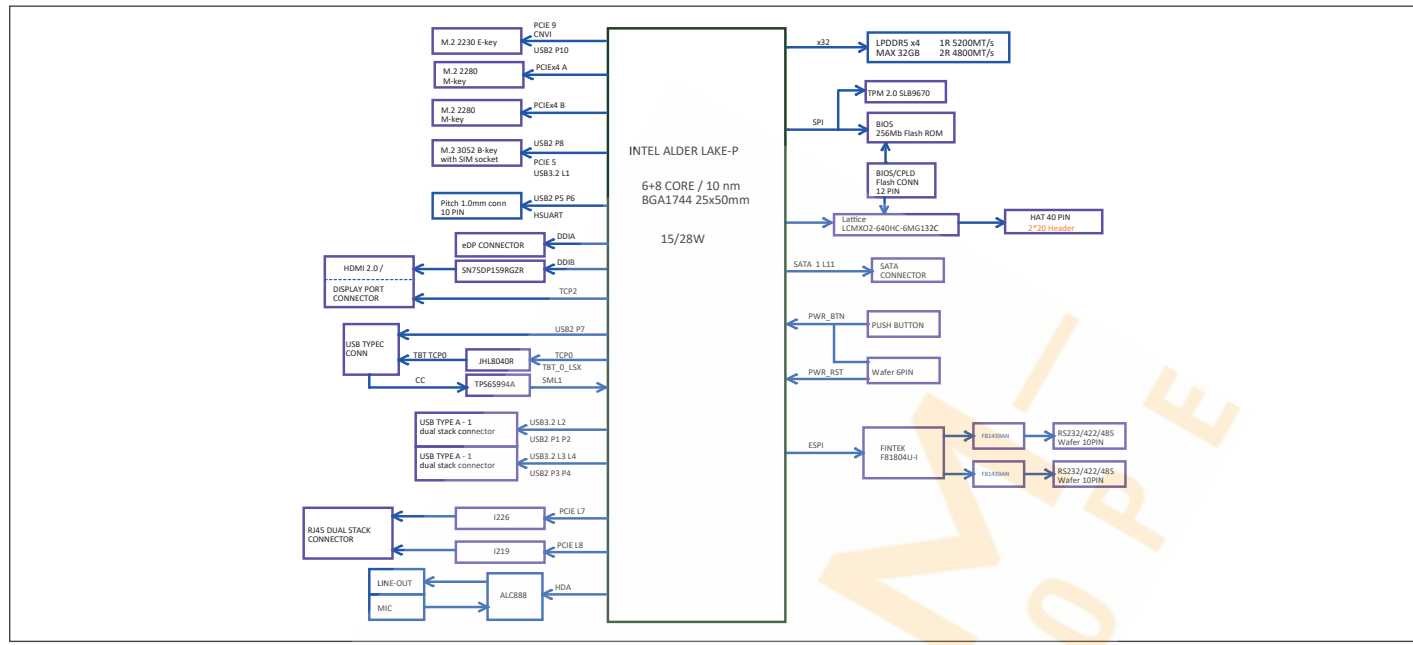 PCIE 9
CNVI
M.2 2230 E-key
USB2 P10
M.2 2280
M-key
PCIEx4 A
M.2 2280
M-key
PCIEx4 B
USB2 P8
M.2 3052 B-key
with SIM socket
PCIE 5
USB3.2 L1
Pitch 1.0mm conn
10 PIN
USB2 P5 P6
HSUART
eDP CONNECTOR
DDIA
HDMI 2.0 /
SN75DP159RGZR
DDIB
DISPLAY PORT
CONNECTOR
TCP2
USB TYPEC
CONN
USB2 P7
TBT TCP0
JHL8040R
TCP0
TBT_0_LSX
CC
TPS65994A
SML1
USB TYPE A - 1
dual stack connector
USB3.2 L2
USB2 P1 P2
USB TYPE A - 1
dual stack connector
USB3.2 L3 L4
USB2 P3 P4
RJ45 DUAL STACK
CONNECTOR
I226
PCIE L7
I219
PCIE L8
LINE-OUT
MIC
ALC888
HDA
INTEL ALDER LAKE-P
6+8 CORE / 10 nm
BGA1744 25x50mm
15/28W
x32
LPDDR5 x4 1R 5200MT/s
MAX 32GB 2R 4800MT/s
TPM 2.0 SLB9670
SPI
BIOS
256Mb Flash ROM
BIOS/CPLD
Flash CONN
12 PIN
Lattice
LCMXO2-640HC-6MG132C
HAT 40 PIN
2*20 Header
SATA 1 L11
SATA
CONNECTOR
PWR_BTN
PUSH BUTTON
Wafer 6PIN
PWR_RST
ESPI
FINTEK
F81804U-I
F81439AN
RS232/422/485
Wafer 10PIN
F81439AN
RS232/422/485
Wafer 10PIN